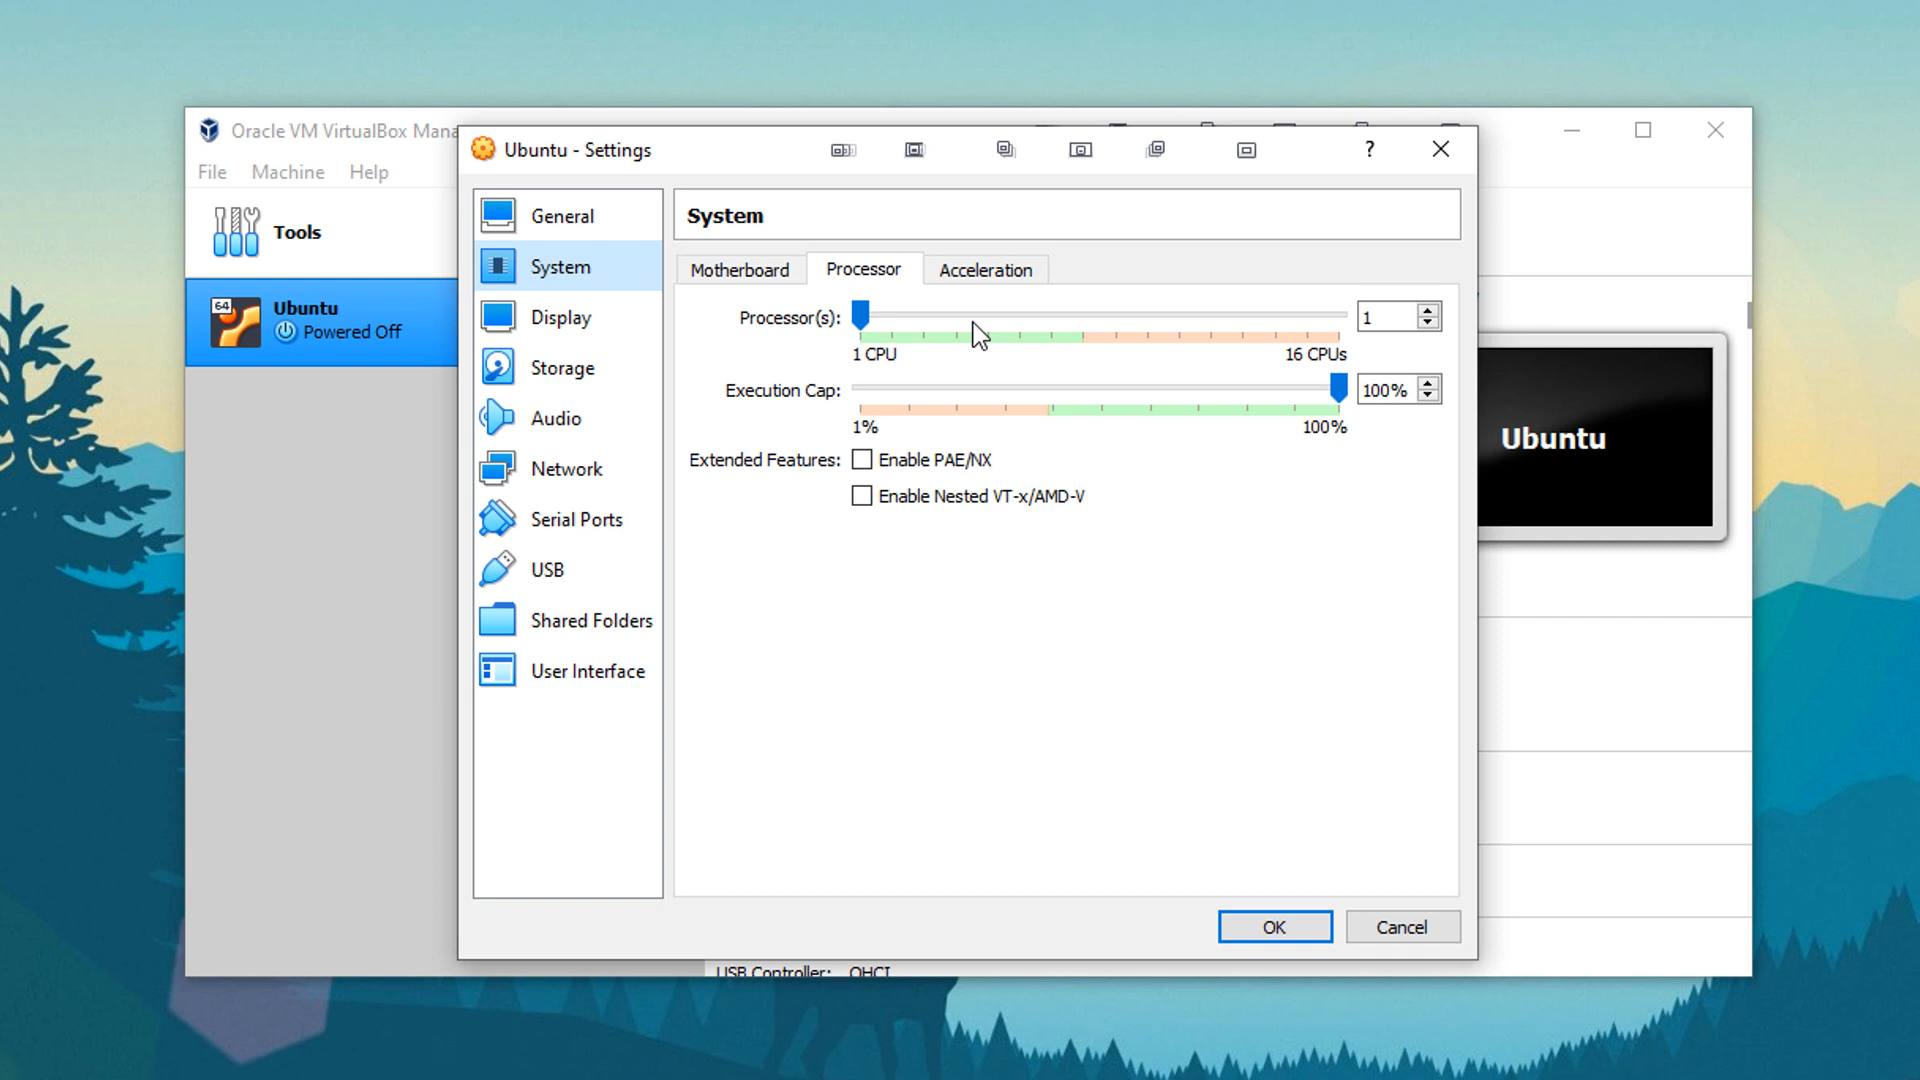 Oracle VM VirtualBox Mana
File Machine Help
Tools
64
Ubuntu
Powered Off
Ubuntu - Settings
?
General
System
Display
Storage
Audio
Network
Serial Ports
USB
Shared Folders
User Interface
System
Motherboard Processor Acceleration
Processor(s): 1
1 CPU 16 CPUs
Execution Cap: 100%
1% 100%
Extended Features: Enable PAE/NX
Enable Nested VT-x/AMD-V
OK Cancel
Ubuntu
USB Controller: OHCI